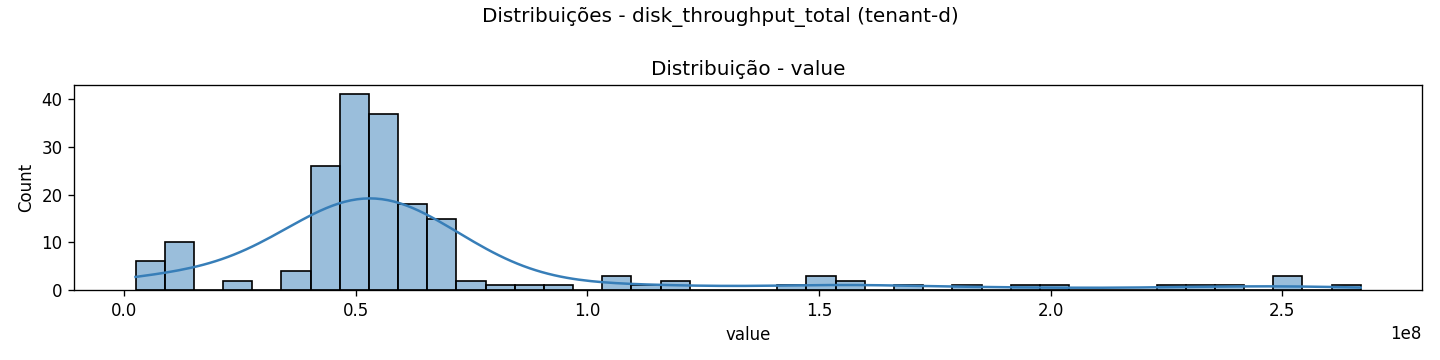 Distribuições - disk_throughput_total (tenant-d)
Distribuição - value
Count
40
30
20
10
0
0.0 0.5 1.0 1.5 2.0 2.5
1e8
value